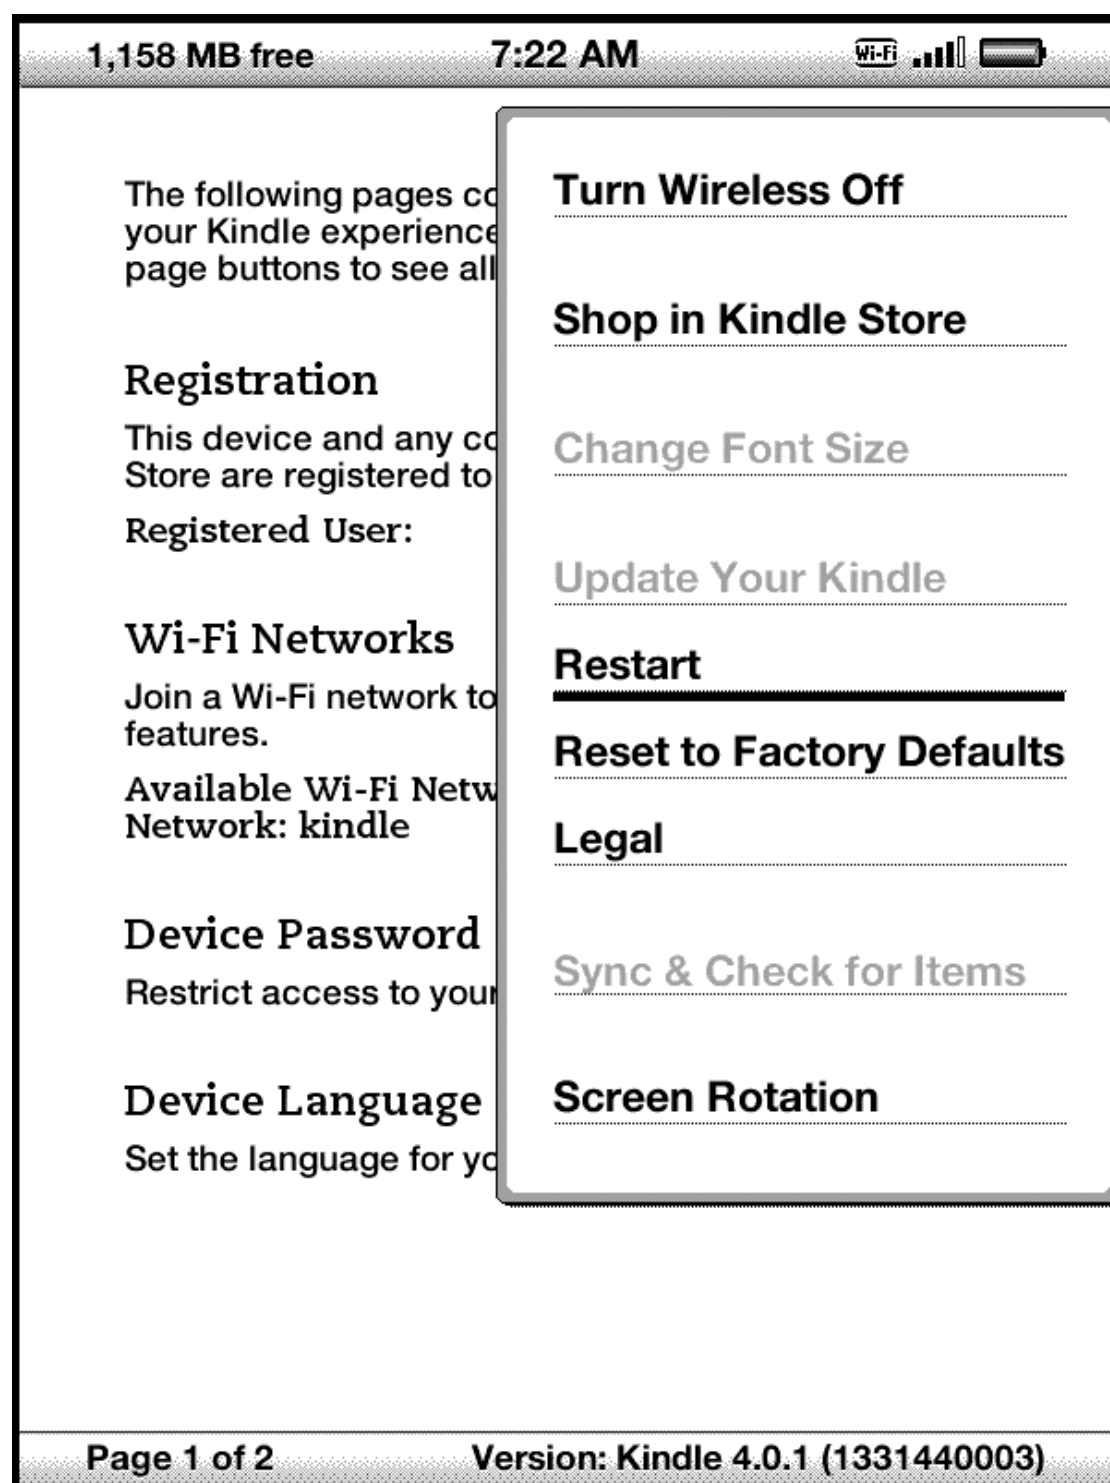 1,158 MB free 7:22 AM Wi-Fi
The following pages co
your Kindle experience
page buttons to see all
Registration
This device and any co
Store are registered to
Registered User:
Wi-Fi Networks
Join a Wi-Fi network to
features.
Available Wi-Fi Netw
Network: kindle
Device Password
Restrict access to your
Device Language
Set the language for yo
Turn Wireless Off
Shop in Kindle Store
Change Font Size
Update Your Kindle
Restart
Reset to Factory Defaults
Legal
Sync & Check for Items
Screen Rotation
Page 1 of 2 Version: Kindle 4.0.1 (1331440003)